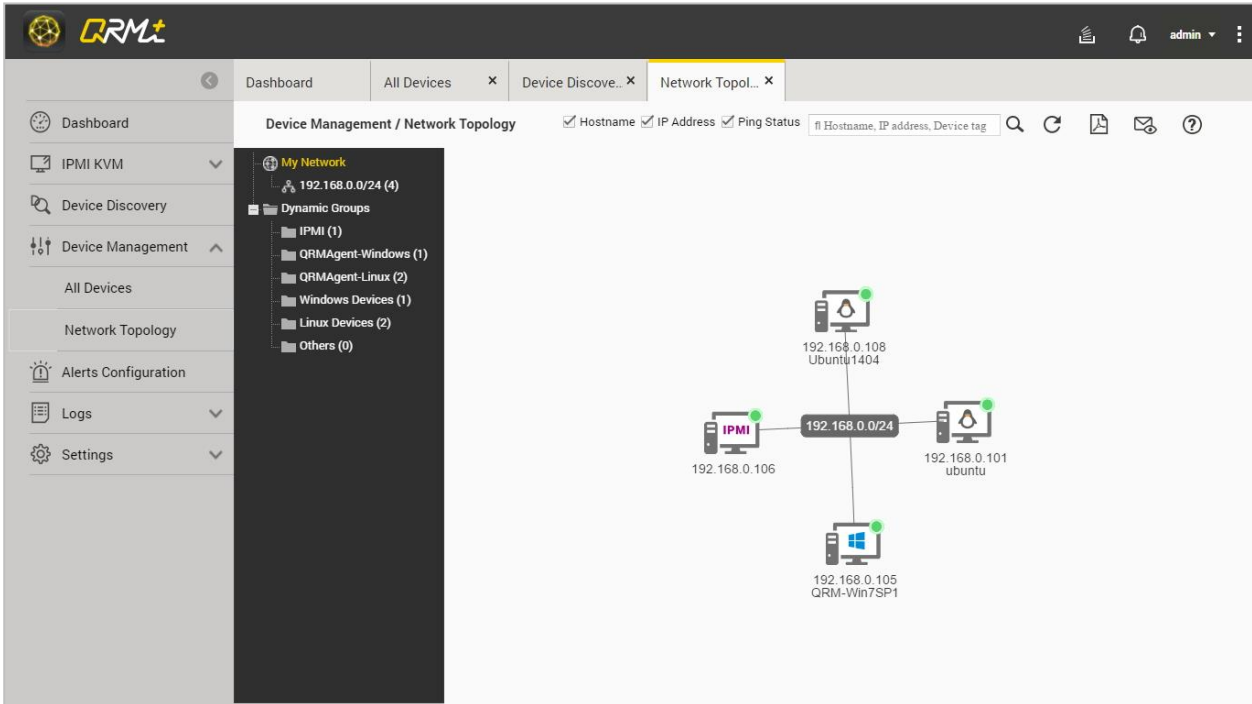 QRM+
admin
Dashboard
All Devices
Device Discove..
Network Topol...
Dashboard
IPMI KVM
Device Discovery
Device Management
All Devices
Network Topology
Alerts Configuration
Logs
Settings
Device Management / Network Topology
Hostname
IP Address
Ping Status
Hostname, IP address, Device tag
My Network
192.168.0.0/24 (4)
Dynamic Groups
IPMI (1)
QRMAgent-Windows (1)
QRMAgent-Linux (2)
Windows Devices (1)
Linux Devices (2)
Others (0)
192.168.0.108
Ubuntu1404
IPMI
192.168.0.106
192.168.0.0/24
192.168.0.101
ubuntu
192.168.0.105
QRM-Win7SP1